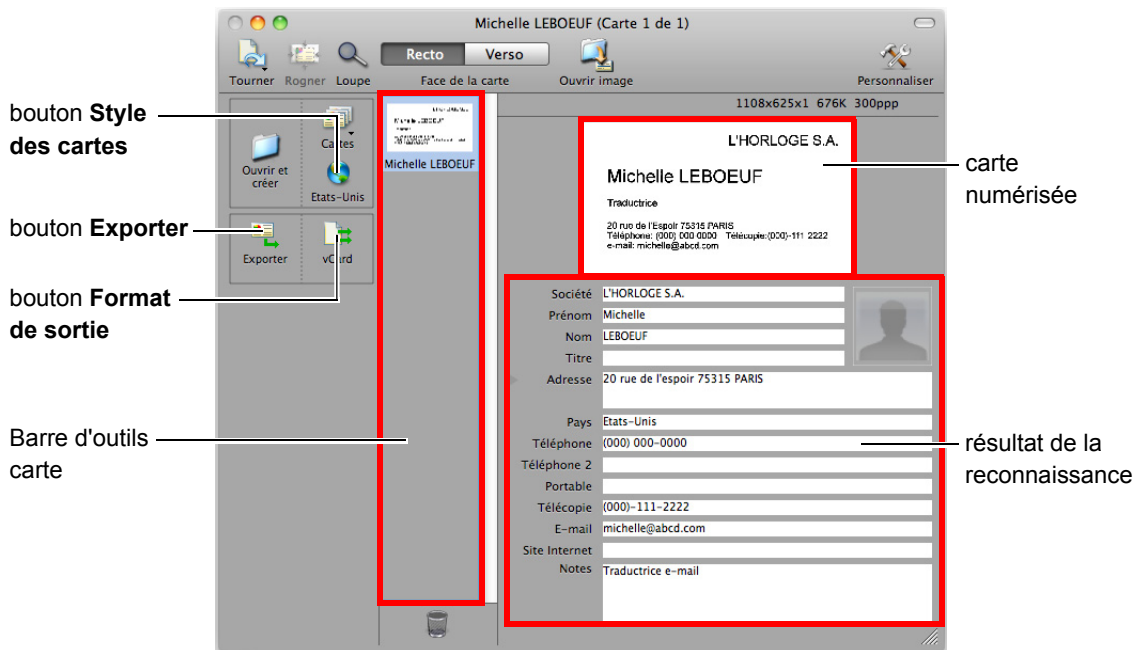 Michelle LEBOEUF (Carte 1 de 1)
Tourner Rogner Loupe
Recto Verso
Face de la carte
Ouvrir image
Personnaliser
1108x625x1 676K 300ppp
bouton Style
des cartes
Ouvrir et
créer
Cartes
Etats-Unis
bouton Exporter
Exporter
vCard
bouton Format
de sortie
Barre d'outils
carte
Michelle LEBOEUF
L'HORLOGE S.A.
Michelle LEBOEUF
Traductrice
20 rue de l'Espoir 75315 PARIS
Téléphone: (000) 000 0000 Télécopie:(000)-111 2222
e-mail: michelle@abcd.com
carte
numérisée
Société L'HORLOGE S.A.
Prénom Michelle
Nom LEBOEUF
Titre
Adresse 20 rue de l'espoir 75315 PARIS
Pays Etats-Unis
Téléphone (000) 000-0000
Téléphone 2
Portable
Télécopie (000)-111-2222
E-mail michelle@abcd.com
Site Internet
Notes Traductrice e-mail
résultat de la
reconnaissance